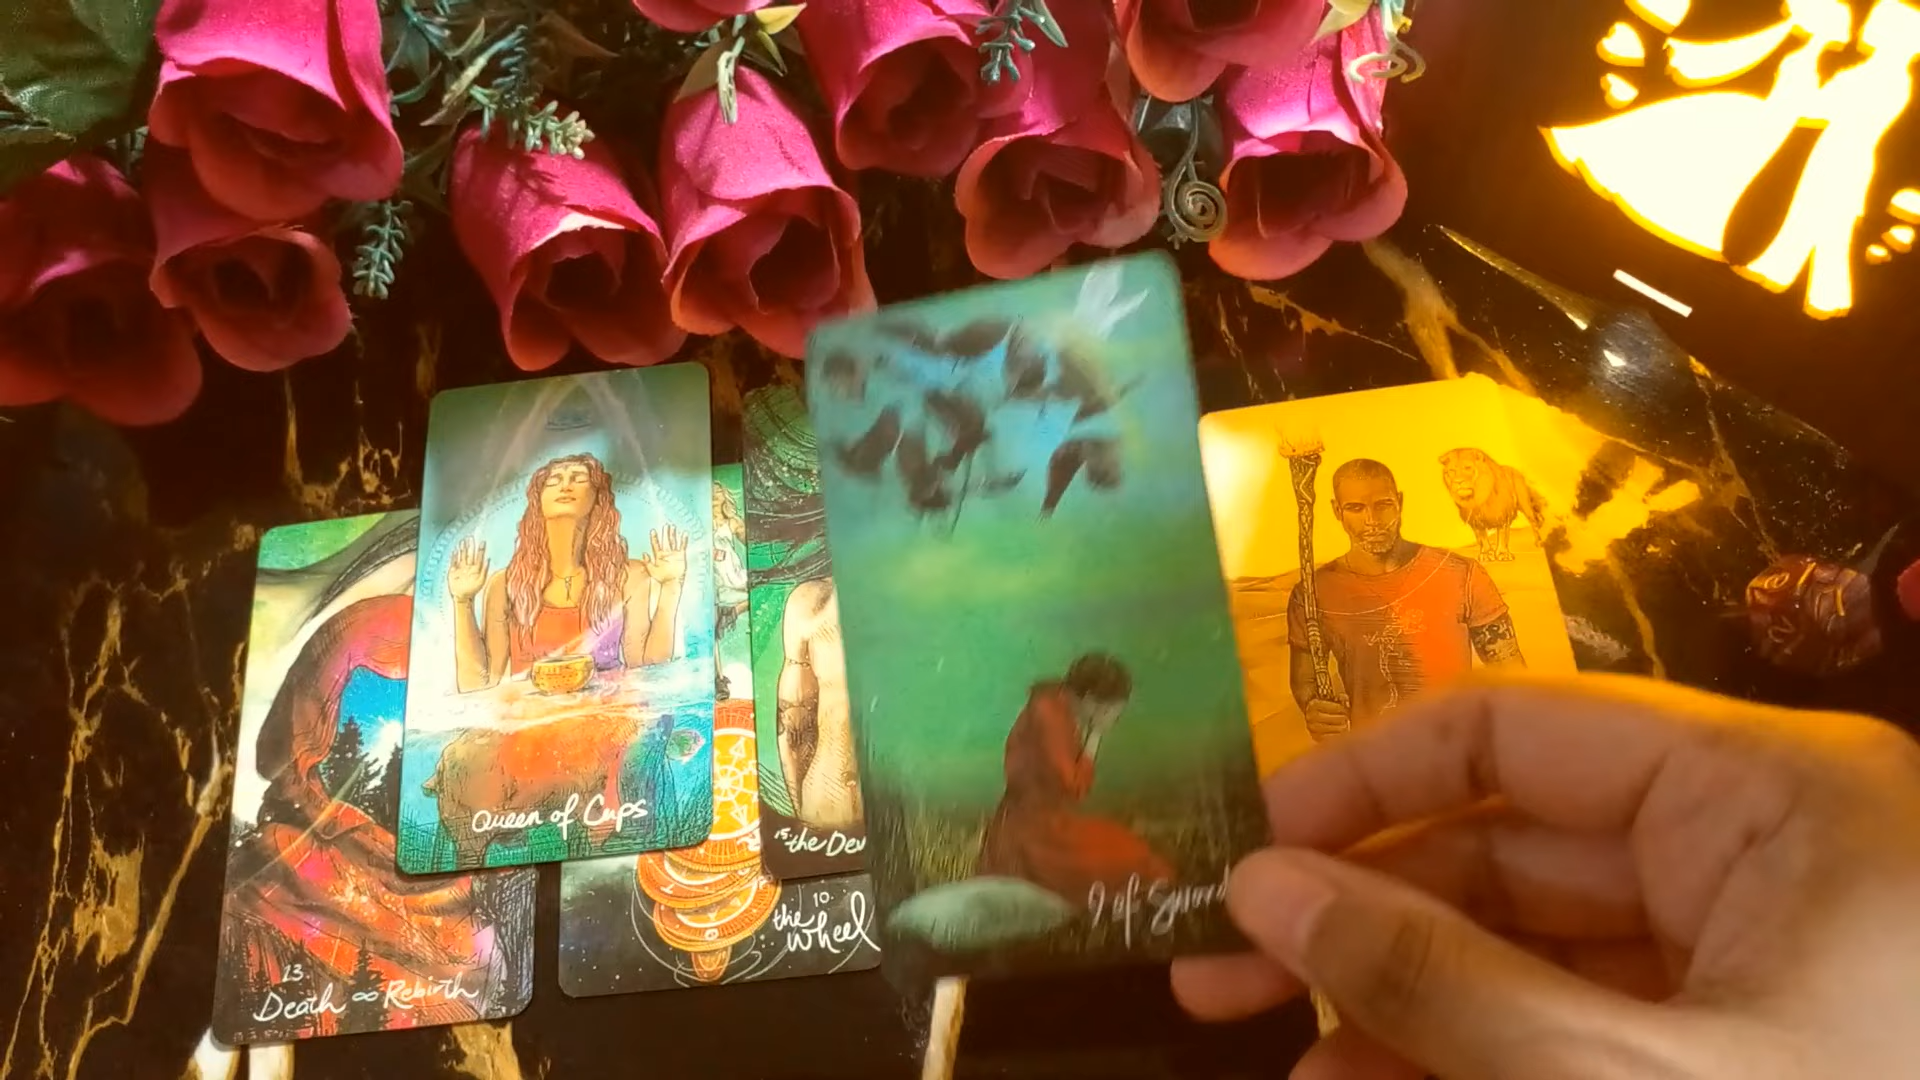 Queen of Cups
15. the Dev
10.
the
Wheel
9 of Sword
13.
Death ∞ Rebirth